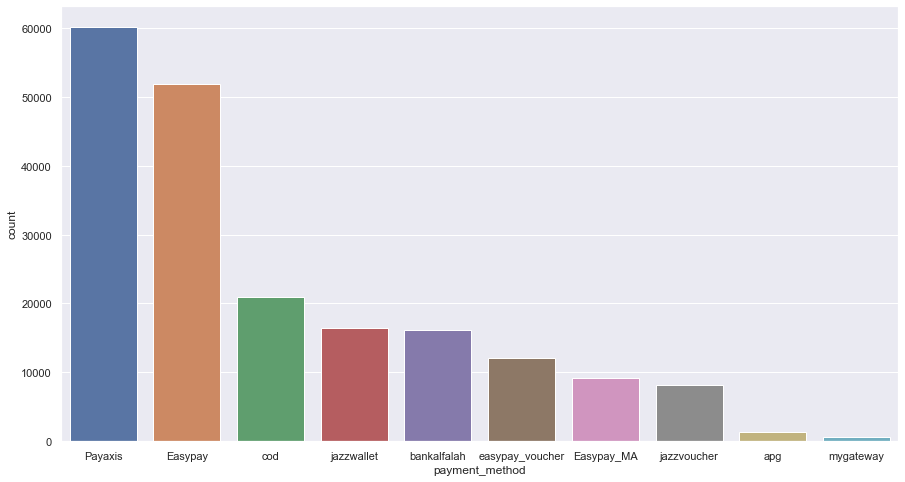 60000
50000
40000
30000
20000
10000
0
count
Payaxis Easypay cod jazzwallet bankalfalah easypay_voucher Easypay_MA jazzvoucher apg mygateway
payment_method